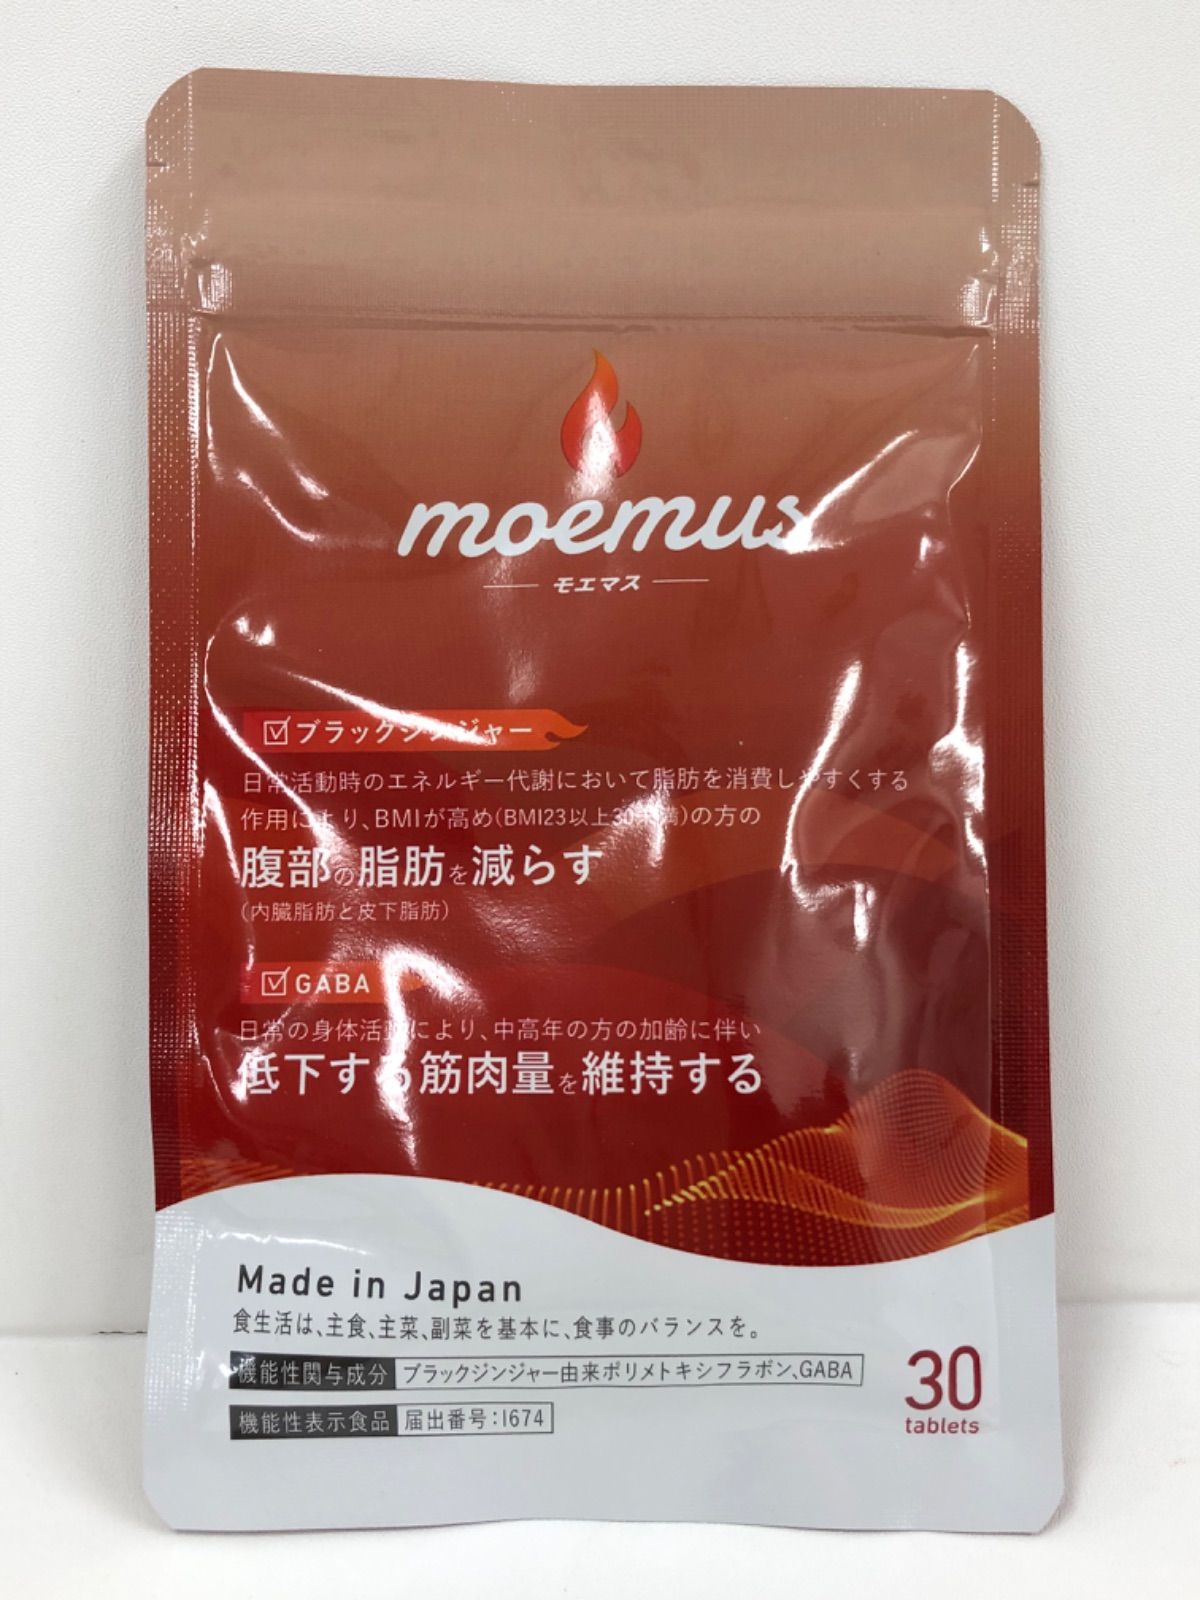 moemus
モエマス
ブラックジンジャー
日常活動時のエネルギー代謝において脂肪を消費しやすくする
作用により、BMIが高め(BMI23以上30未満)の方の
腹部の脂肪を減らす
(内臓脂肪と皮下脂肪)
GABA
日常の身体活動により、中高年の方の加齢に伴い
低下する筋肉量を維持する
Made in Japan
食生活は、主食、主菜、副菜を基本に、食事のバランスを。
機能性関与成分 ブラックジンジャー由来ポリメトキシフラボン、GABA
機能性表示食品 届出番号:I674
30
tablets